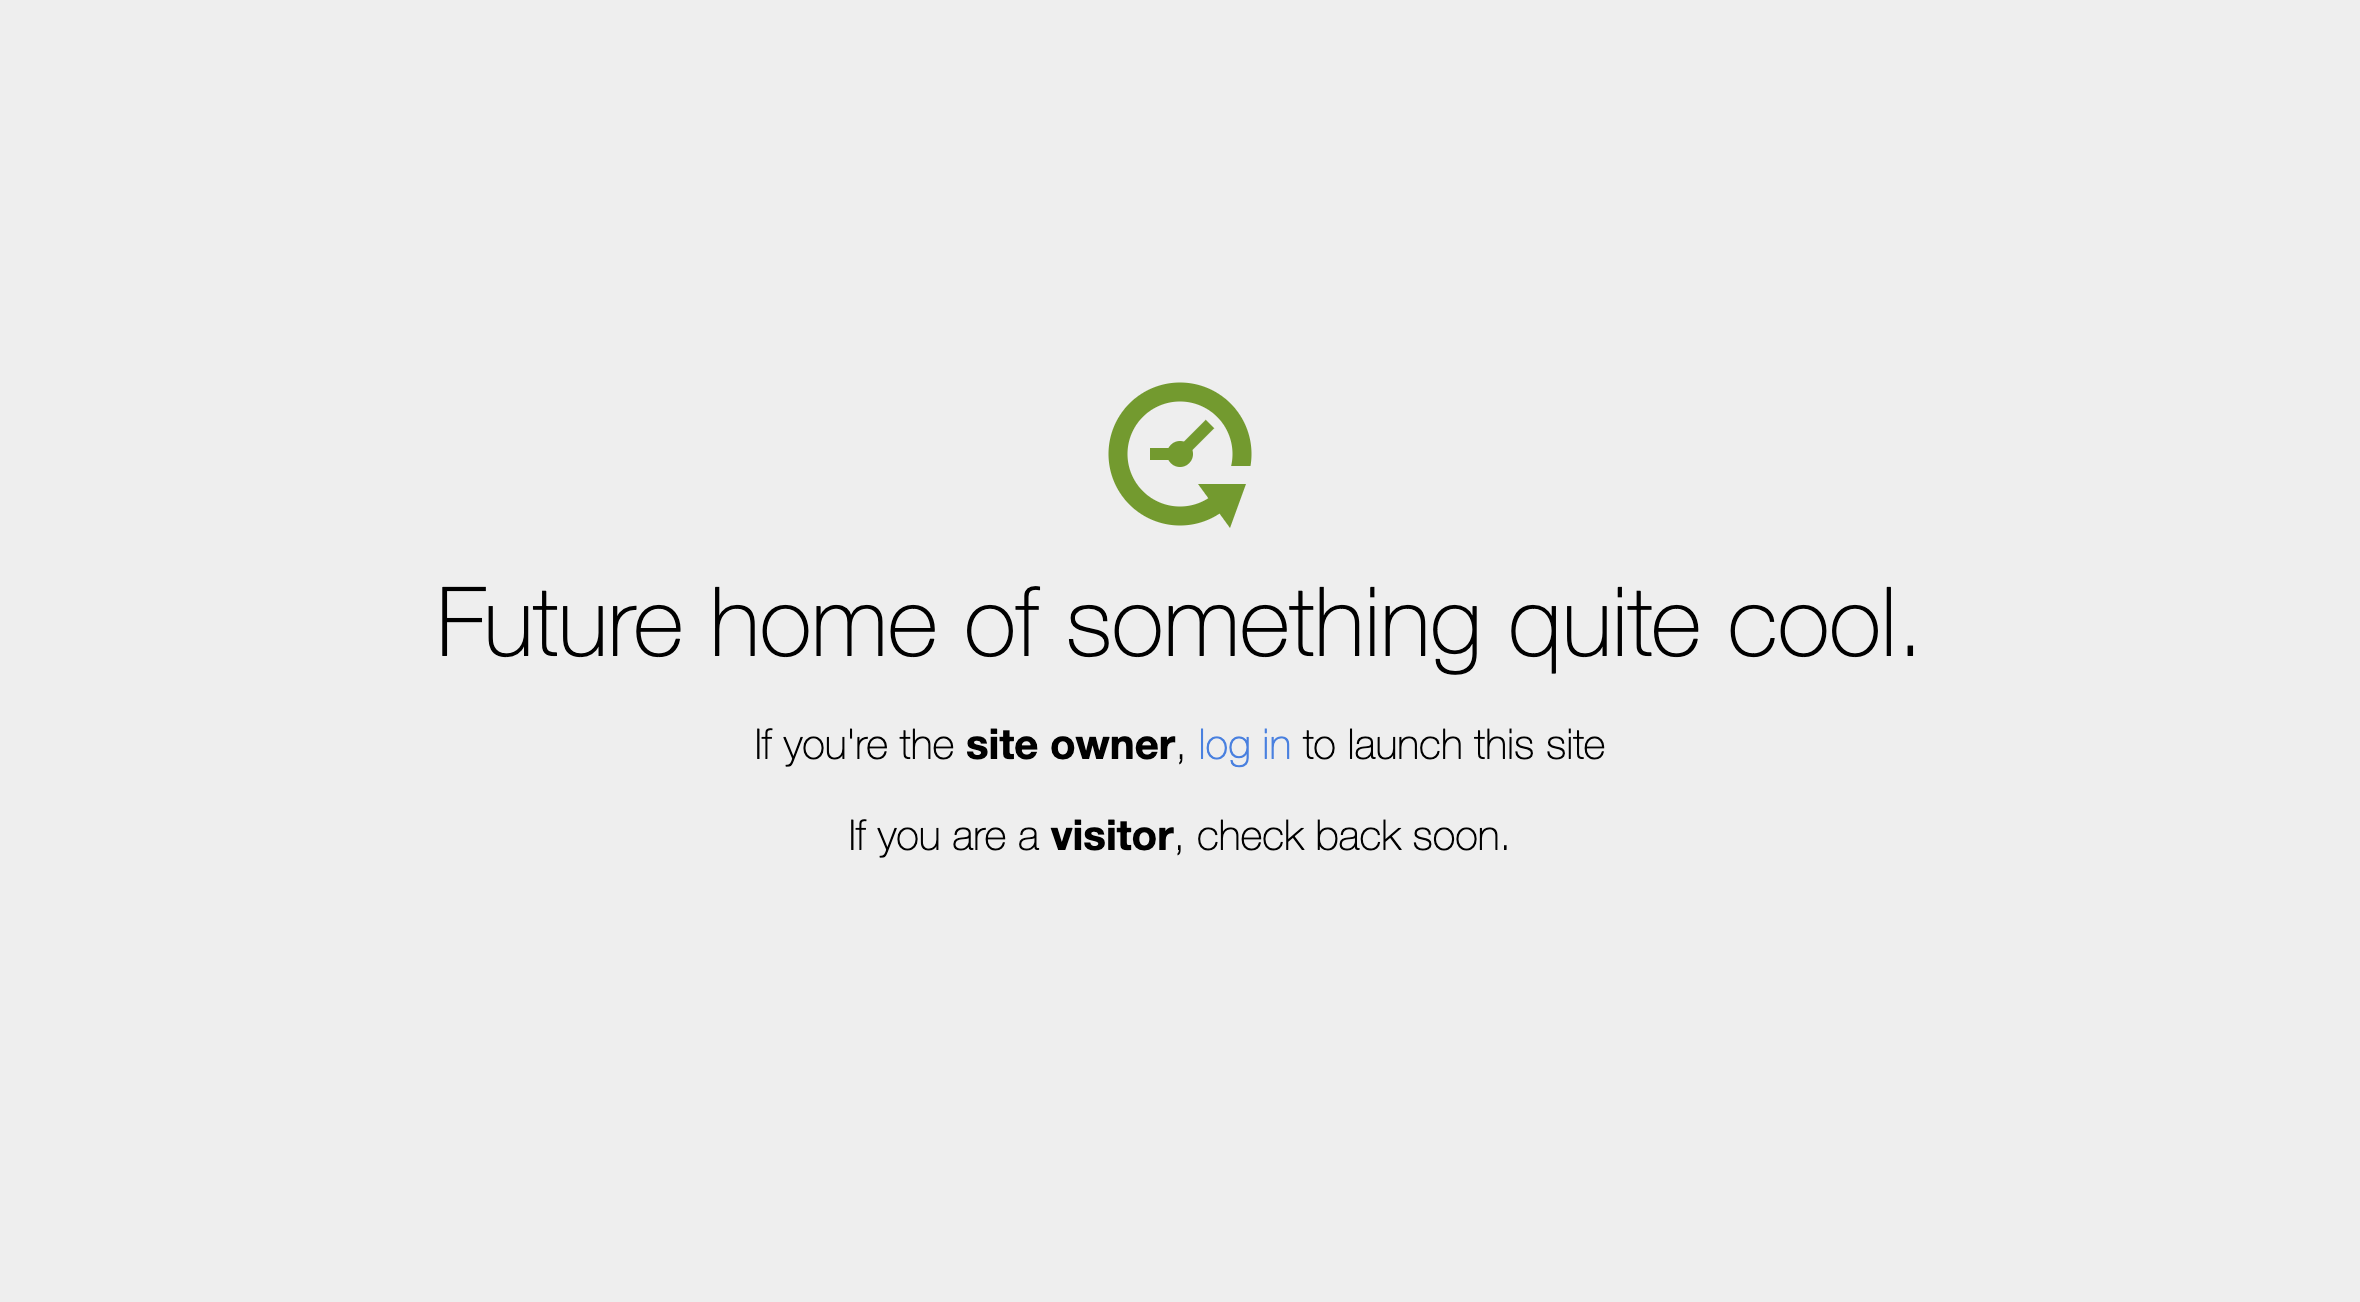 Future home of something quite cool.
If you're the site owner, log in to launch this site
If you are a visitor, check back soon.